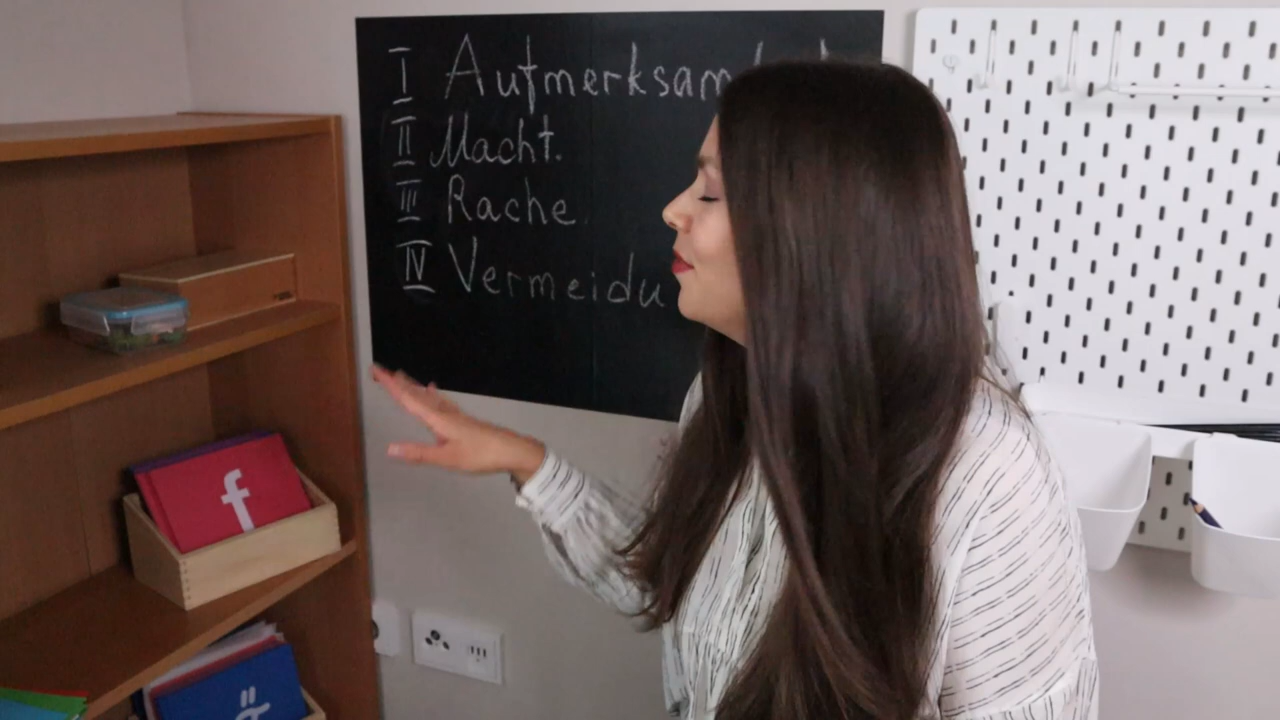 I Aufmerksam
II Macht.
III Rache.
IV Vermeidu
f